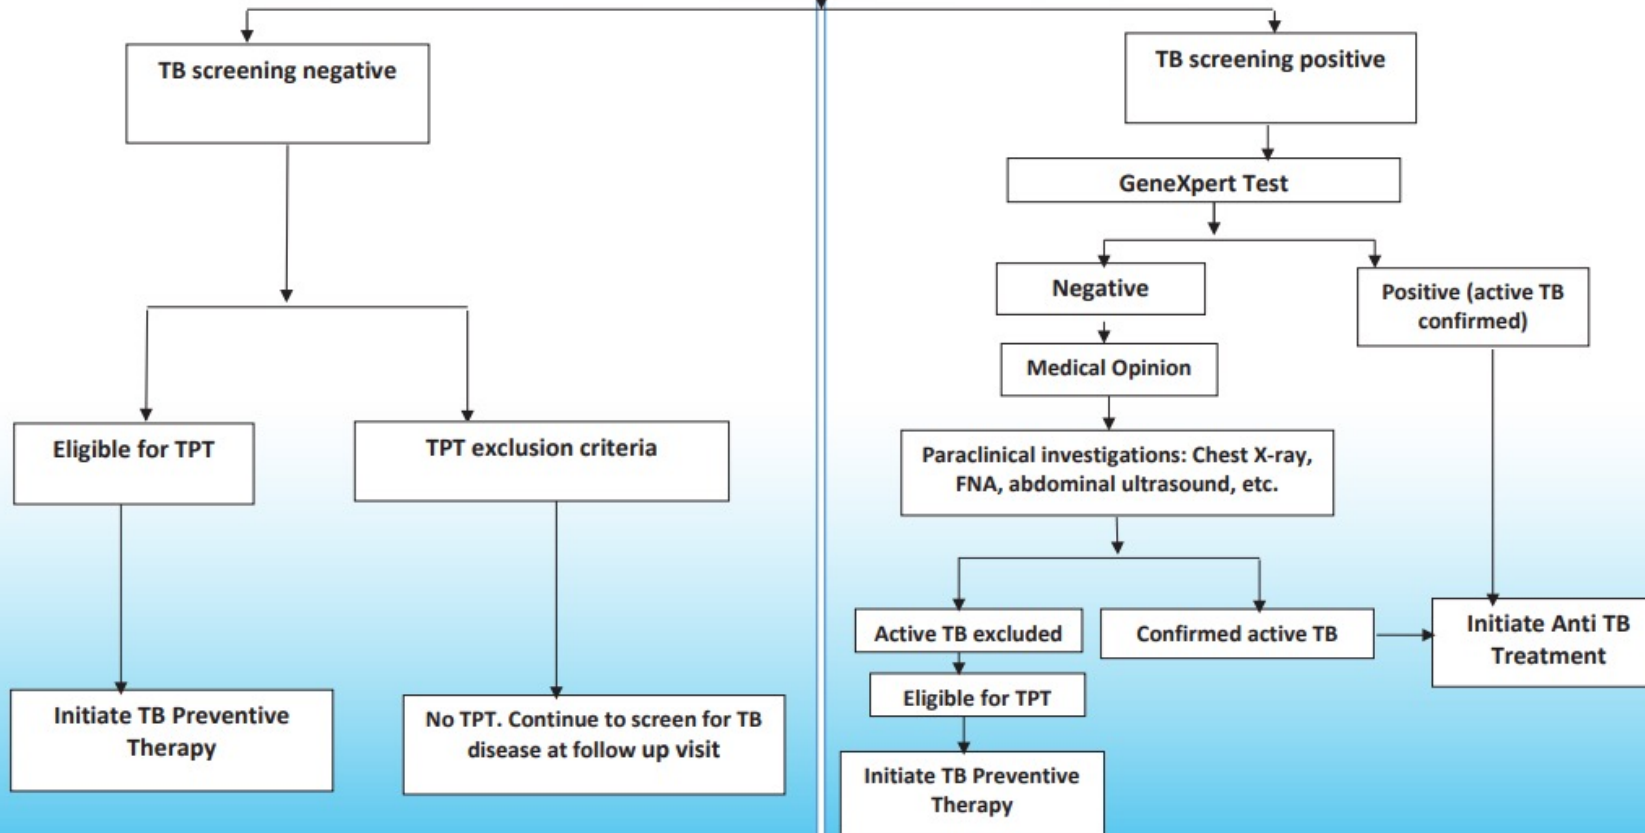 TB screening negative
TB screening positive
GeneXpert Test
Negative
Positive (active TB
confirmed)
Medical Opinion
Eligible for TPT
TPT exclusion criteria
Paraclinical investigations: Chest X-ray,
FNA, abdominal ultrasound, etc.
Active TB excluded
Confirmed active TB
Initiate Anti TB
Treatment
Eligible for TPT
Initiate TB Preventive
Therapy
No TPT. Continue to screen for TB
disease at follow up visit
Initiate TB Preventive
Therapy